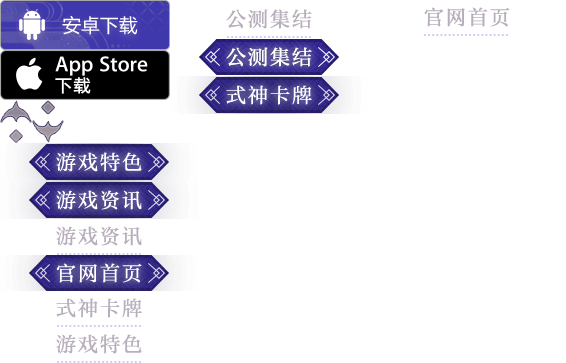 安卓下载
App Store
下载
公测集结
公测集结
式神卡牌
官网首页
游戏特色
游戏资讯
游戏资讯
官网首页
式神卡牌
游戏特色